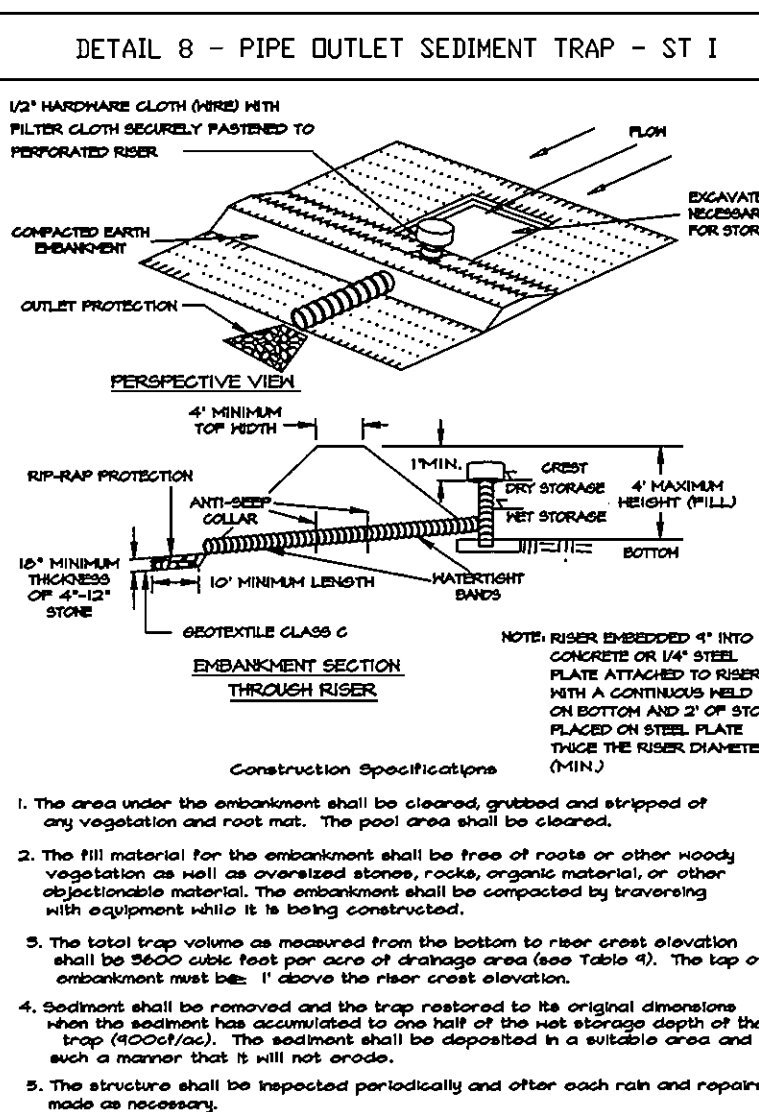 DETAIL 8 - PIPE OUTLET SEDIMENT TRAP - ST I
1/2" HARDWARE CLOTH (WIRE) WITH
FILTER CLOTH SECURELY FASTENED TO
PERFORATED RISER
FLOW
EXCAVATE
NECESSAR
FOR STOR
COMPACTED EARTH
EMBANKMENT
OUTLET PROTECTION
PERSPECTIVE VIEW
4' MINIMUM
TOP WIDTH
1'MIN.
CREST
DRY STORAGE
WET STORAGE
4' MAXIMUM
HEIGHT (FILL)
BOTTOM
RIP-RAP PROTECTION
ANTI-SEEP
COLLAR
18" MINIMUM
THICKNESS
OF 4"-12"
STONE
10' MINIMUM LENGTH
WATERTIGHT
BANDS
GEOTEXTILE CLASS C
EMBANKMENT SECTION
THROUGH RISER
NOTE: RISER EMBEDDED 9" INTO
CONCRETE OR 1/4" STEEL
PLATE ATTACHED TO RISER
WITH A CONTINUOUS WELD
ON BOTTOM AND 2' OF STO
PLACED ON STEEL PLATE
TWICE THE RISER DIAMETE
(MIN.)
Construction Specifications
1. The area under the embankment shall be cleared, grubbed and stripped of
any vegetation and root mat. The pool area shall be cleared.
2. The fill material for the embankment shall be free of roots or other woody
vegetation as well as oversized stones, rocks, organic material, or other
objectionable material. The embankment shall be compacted by traversing
with equipment while it is being constructed.
3. The total trap volume as measured from the bottom to riser crest elevation
shall be 3600 cubic feet per acre of drainage area (see Table 9). The top o
embankment must be 1' above the riser crest elevation.
4. Sediment shall be removed and the trap restored to its original dimensions
when the sediment has accumulated to one half of the wet storage depth of the
trap (900cf/ac). The sediment shall be deposited in a suitable area and
such a manner that it will not erode.
5. The structure shall be inspected periodically and after each rain and repair
made as necessary.